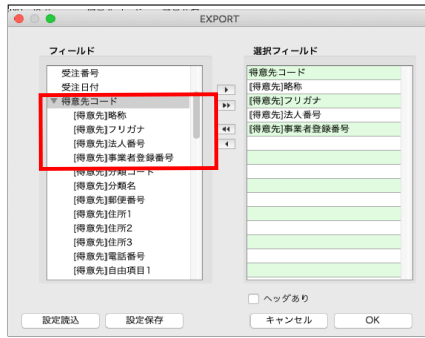 EXPORT
フィールド
受注番号
受注日付
▼ 得意先コード
[得意先]略称
[得意先]フリガナ
[得意先]法人番号
[得意先]事業者登録番号
[得意先]分類コード
[得意先]分類名
[得意先]郵便番号
[得意先]住所1
[得意先]住所2
[得意先]住所3
[得意先]電話番号
[得意先]自由項目1
選択フィールド
得意先コード
[得意先]略称
[得意先]フリガナ
[得意先]法人番号
[得意先]事業者登録番号
ヘッダあり
設定読込
設定保存
キャンセル
OK